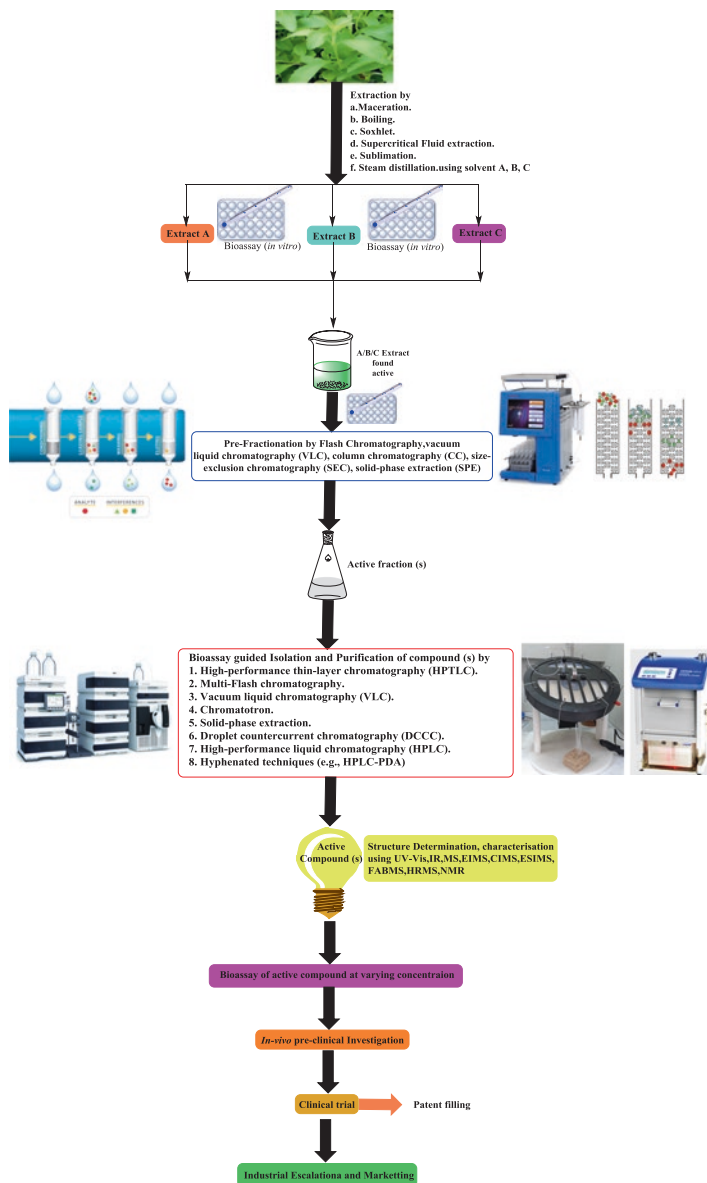 Extraction by
a.Maceration.
b. Boiling.
c. Soxhlet.
d. Supercritical Fluid extraction.
e. Sublimation.
f. Steam distillation.using solvent A, B, C
Extract A
Bioassay (in vitro)
Extract B
Bioassay (in vitro)
Extract C
A/B/C Extract
found
active
Pre-Fractionation by Flash Chromatography,vacuum
liquid chromatography (VLC), column chromatography (CC), size-
exclusion chromatography (SEC), solid-phase extraction (SPE)
ANALYTE
INTERFERENCES
Active fraction (s)
Bioassay guided Isolation and Purification of compound (s) by
1. High-performance thin-layer chromatography (HPTLC).
2. Multi-Flash chromatography.
3. Vacuum liquid chromatography (VLC).
4. Chromatotron.
5. Solid-phase extraction.
6. Droplet countercurrent chromatography (DCCC).
7. High-performance liquid chromatography (HPLC).
8. Hyphenated techniques (e.g., HPLC-PDA)
Active
Compound (s)
Structure Determination, characterisation
using UV-Vis,IR,MS,EIMS,CIMS,ESIMS,
FABMS,HRMS,NMR
Bioassay of active compound at varying concentraion
In-vivo pre-clinical Investigation
Clinical trial
Patent filling
Industrial Escalationa and Marketting